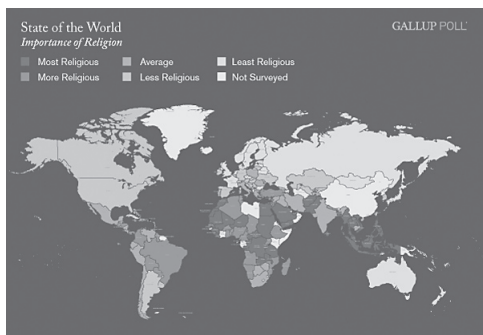 State of the World
Importance of Religion
GALLUP POLL
Most Religious
Average
Least Religious
More Religious
Less Religious
Not Surveyed